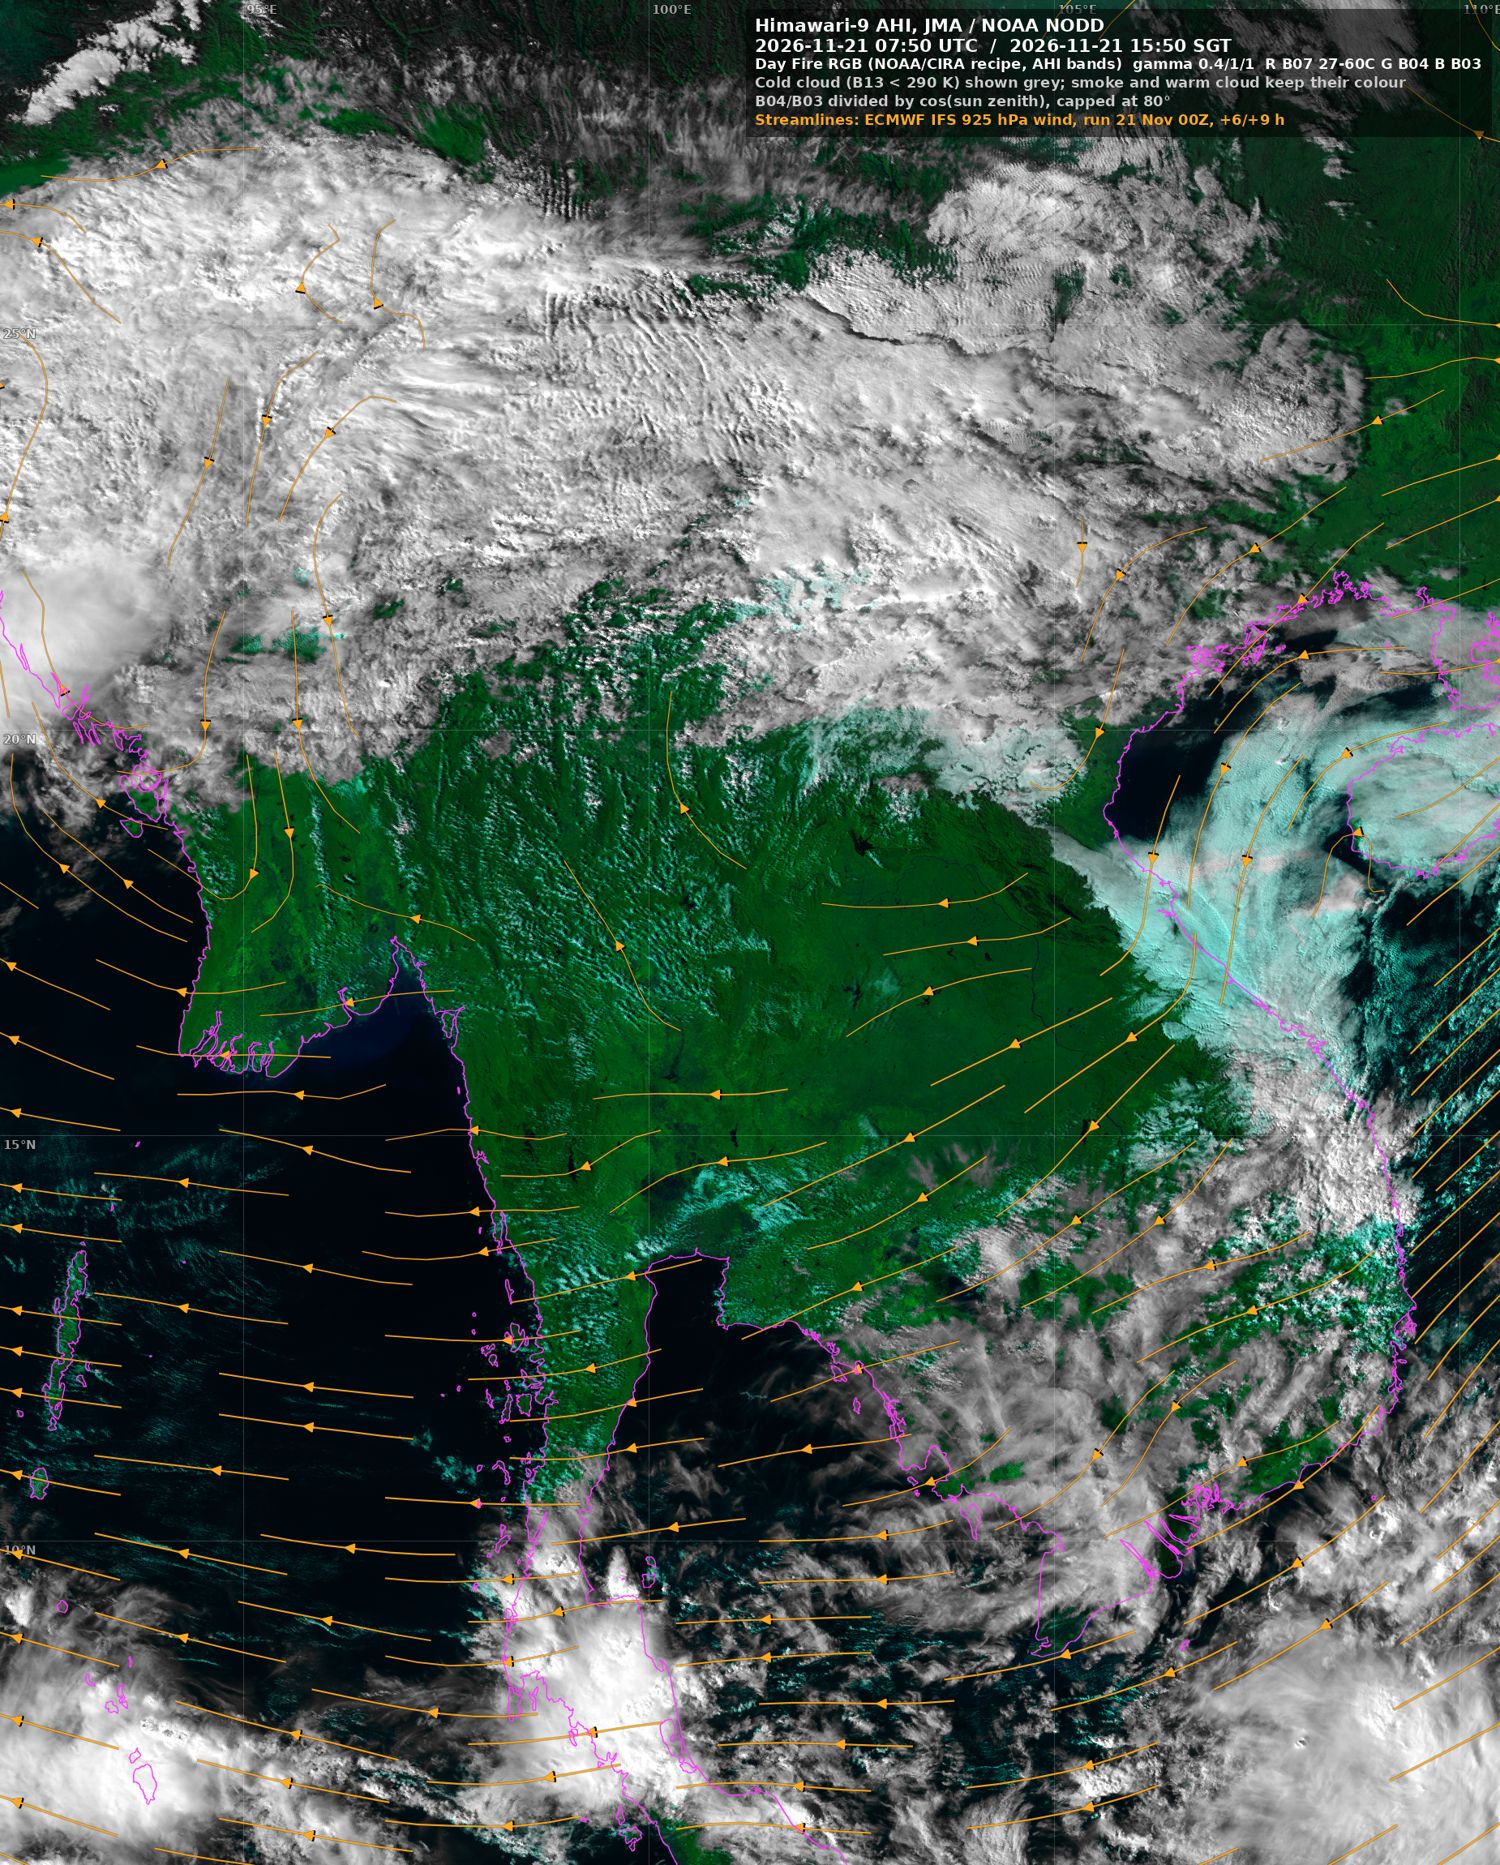 95°E
100°E
105°E
110°E
Himawari-9 AHI, JMA / NOAA NODD
2026-11-21 07:50 UTC / 2026-11-21 15:50 SGT
Day Fire RGB (NOAA/CIRA recipe, AHI bands) gamma 0.4/1/1 R B07 27-60C G B04 B B03
Cold cloud (B13 < 290 K) shown grey; smoke and warm cloud keep their colour
B04/B03 divided by cos(sun zenith), capped at 80°
Streamlines: ECMWF IFS 925 hPa wind, run 21 Nov 00Z, +6/+9 h
25°N
20°N
15°N
10°N